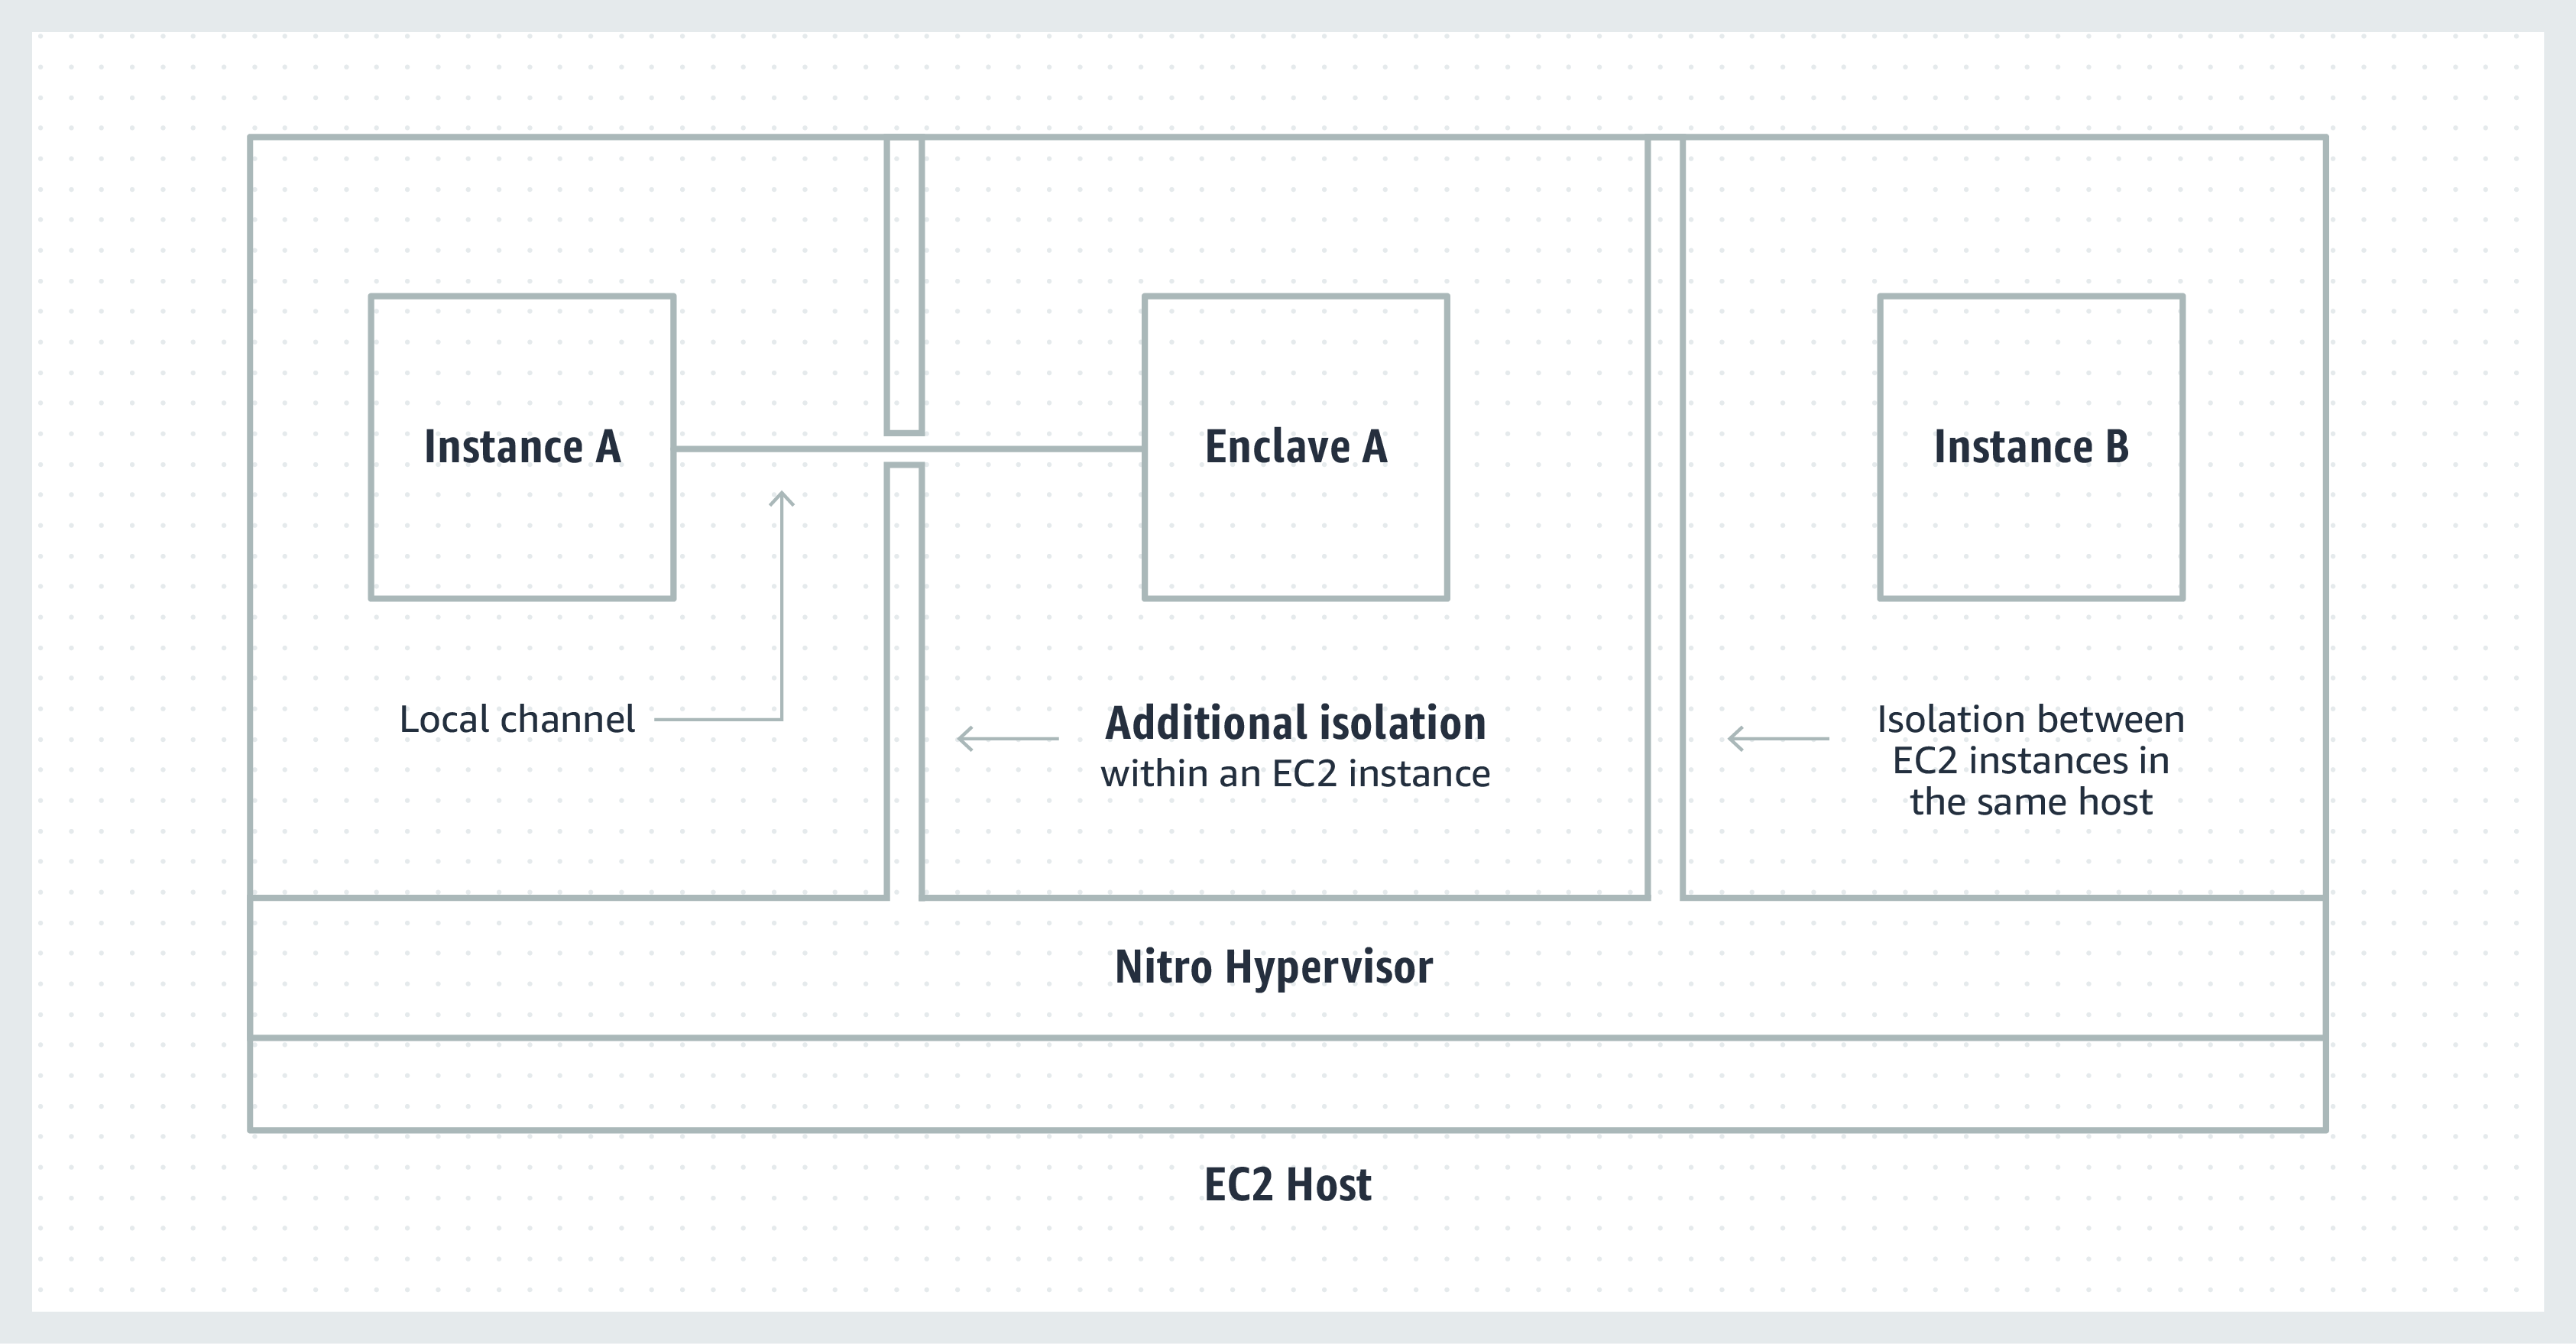 Instance A
Enclave A
Instance B
Local channel
Additional isolation
within an EC2 instance
Isolation between
EC2 instances in
the same host
Nitro Hypervisor
EC2 Host